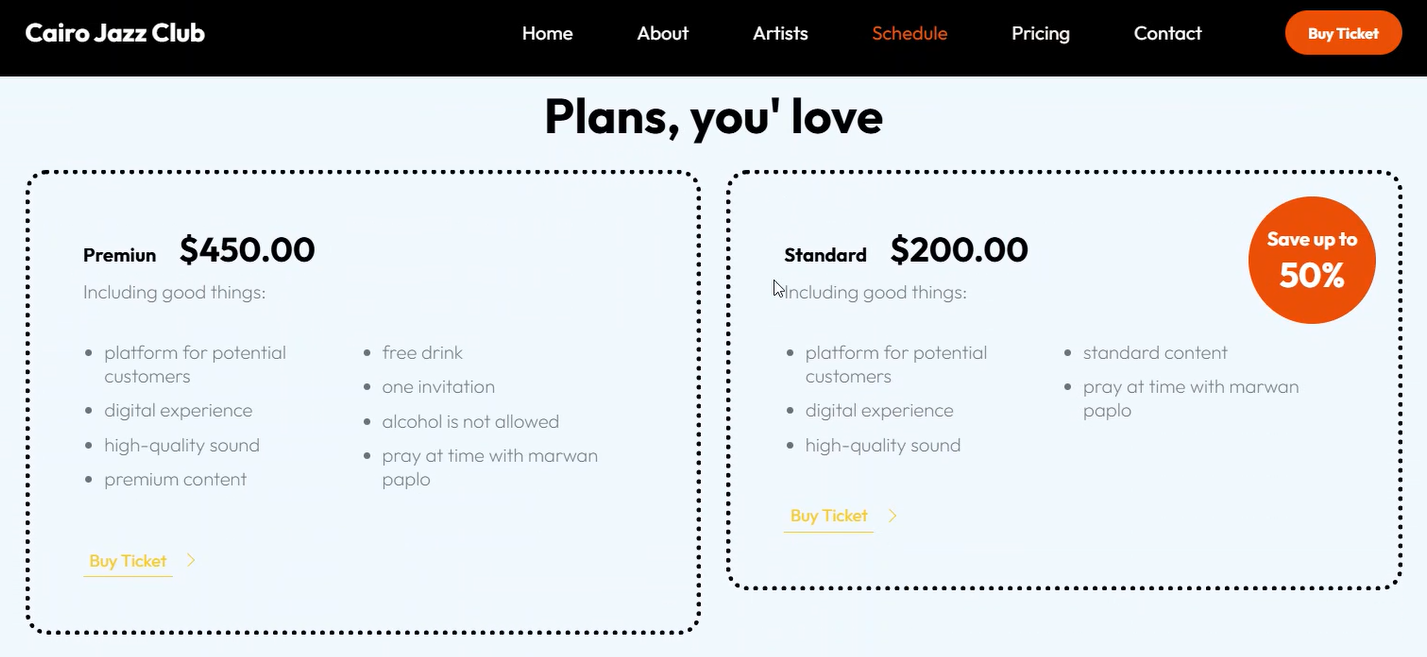 Cairo Jazz Club
Home
About
Artists
Schedule
Pricing
Contact
Buy Ticket
Plans, you' love
Premiun $450.00
Including good things:
platform for potential
customers
digital experience
high-quality sound
premium content
free drink
one invitation
alcohol is not allowed
pray at time with marwan
paplo
Buy Ticket
Standard $200.00
Including good things:
Save up to
50%
platform for potential
customers
digital experience
high-quality sound
standard content
pray at time with marwan
paplo
Buy Ticket